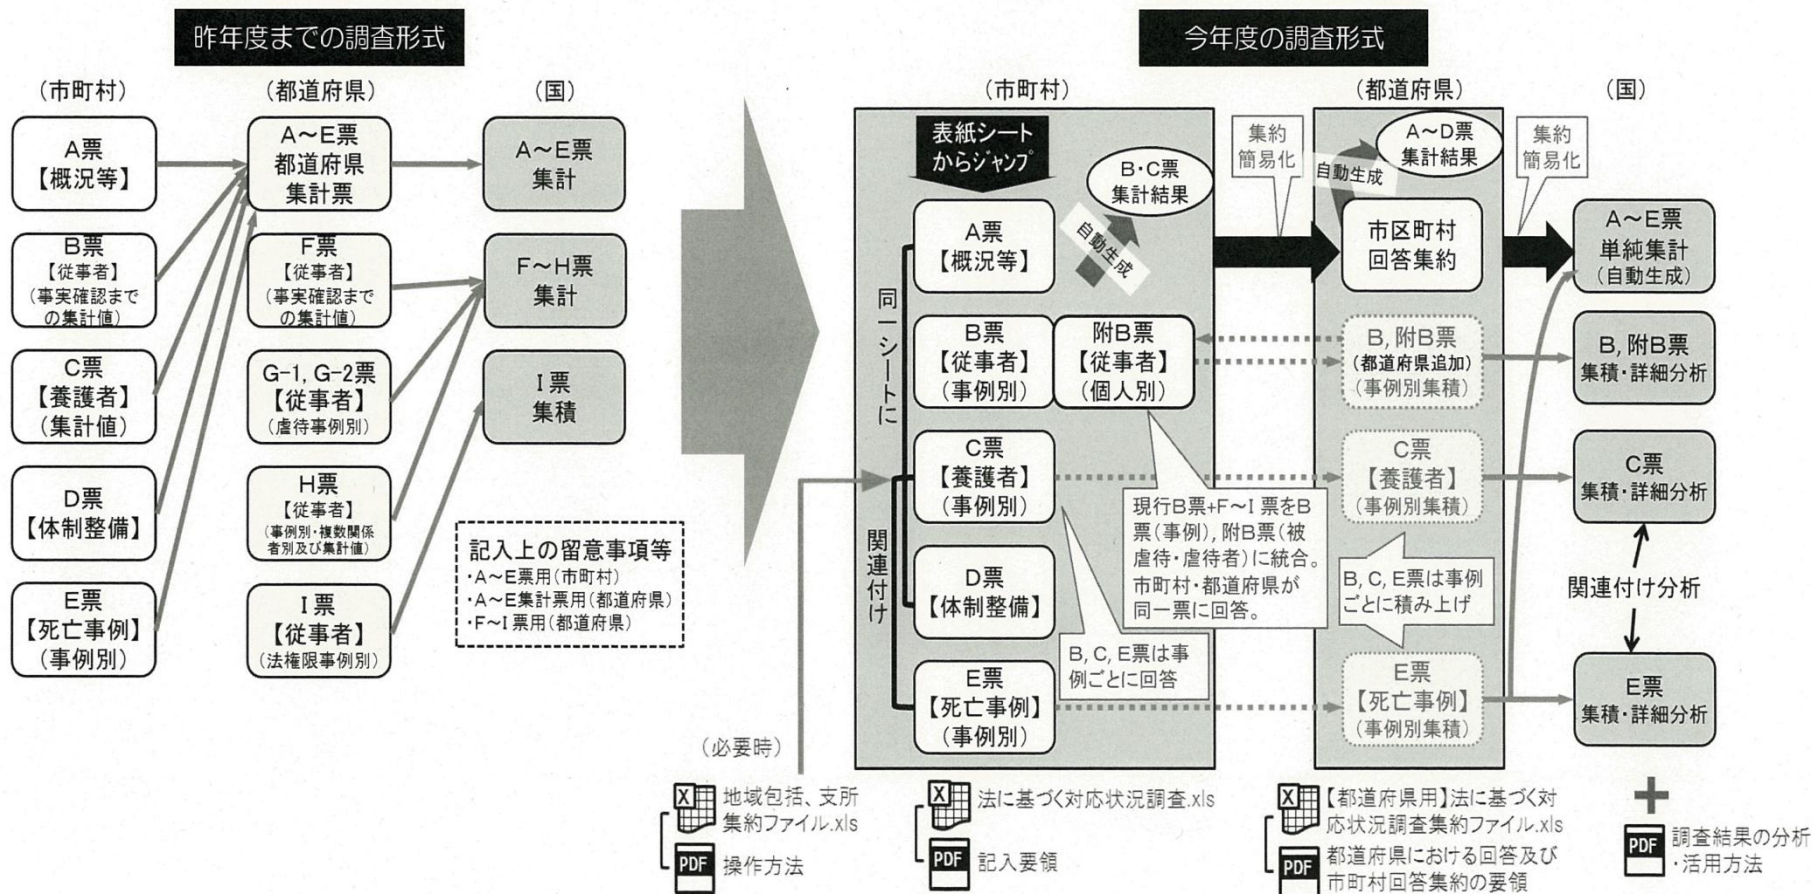 昨年度までの調査形式
(市町村)
(都道府県)
(国)
A票
【概況等】
B票
【従事者】
(事実確認まで
の集計値)
C票
【養護者】
(集計値)
D票
【体制整備】
E票
【死亡事例】
(事例別)
A～E票
都道府県
集計票
F票
【従事者】
(事実確認まで
の集計値)
G-1, G-2票
【従事者】
(虐待事例別)
H票
【従事者】
(事例別・複数関係
者別及び集計値)
I票
【従事者】
(法権限事例別)
A～E票
集計
F～H票
集計
I票
集積
記入上の留意事項等
・A～E票用(市町村)
・A～E集計票用(都道府県)
・F～I票用(都道府県)
今年度の調査形式
(市町村)
(都道府県)
(国)
表紙シート
からジャンプ
B・C票
集計結果
自動生成
同一シートに
関連付け
A票
【概況等】
B票
【従事者】
(事例別)
附B票
【従事者】
(個人別)
C票
【養護者】
(事例別)
D票
【体制整備】
E票
【死亡事例】
(事例別)
現行B票+F～I票をB
票(事例), 附B票(被
虐待・虐待者)に統合。
市町村・都道府県が
同一票に回答。
B, C, E票は事
例ごとに回答
集約
簡易化
A～D票
集計結果
自動生成
市区町村
回答集約
B, 附B票
(都道府県追加)
(事例別集積)
C票
【養護者】
(事例別集積)
B, C, E票は事例
ごとに積み上げ
E票
【死亡事例】
(事例別集積)
集約
簡易化
A～E票
単純集計
(自動生成)
B, 附B票
集積・詳細分析
C票
集積・詳細分析
関連付け分析
E票
集積・詳細分析
(必要時)
X
地域包括、支所
集約ファイル.xls
PDF
操作方法
X
法に基づく対応状況調査.xls
PDF
記入要領
X
【都道府県用】法に基づく対
応状況調査集約ファイル.xls
PDF
都道府県における回答及び
市町村回答集約の要領
+
PDF
調査結果の分析
・活用方法